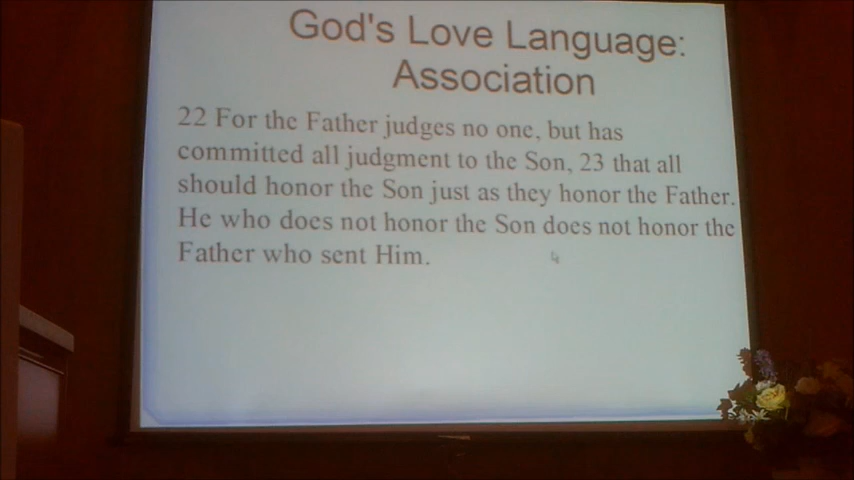 God's Love Language:
Association
22 For the Father judges no one, but has
committed all judgment to the Son, 23 that all
should honor the Son just as they honor the Father.
He who does not honor the Son does not honor the
Father who sent Him.